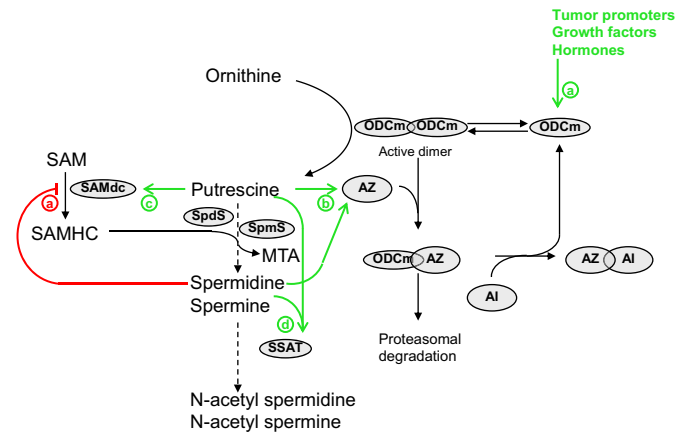 Tumor promoters
Growth factors
Hormones
a
Ornithine
ODCm
ODCm
ODCm
Active dimer
SAM
SAMdc
a
c
Putrescine
b
AZ
SpdS
SpmS
SAMHC
MTA
ODCm
AZ
AZ
AI
Spermidine
Spermine
AI
d
SSAT
Proteasomal
degradation
N-acetyl spermidine
N-acetyl spermine